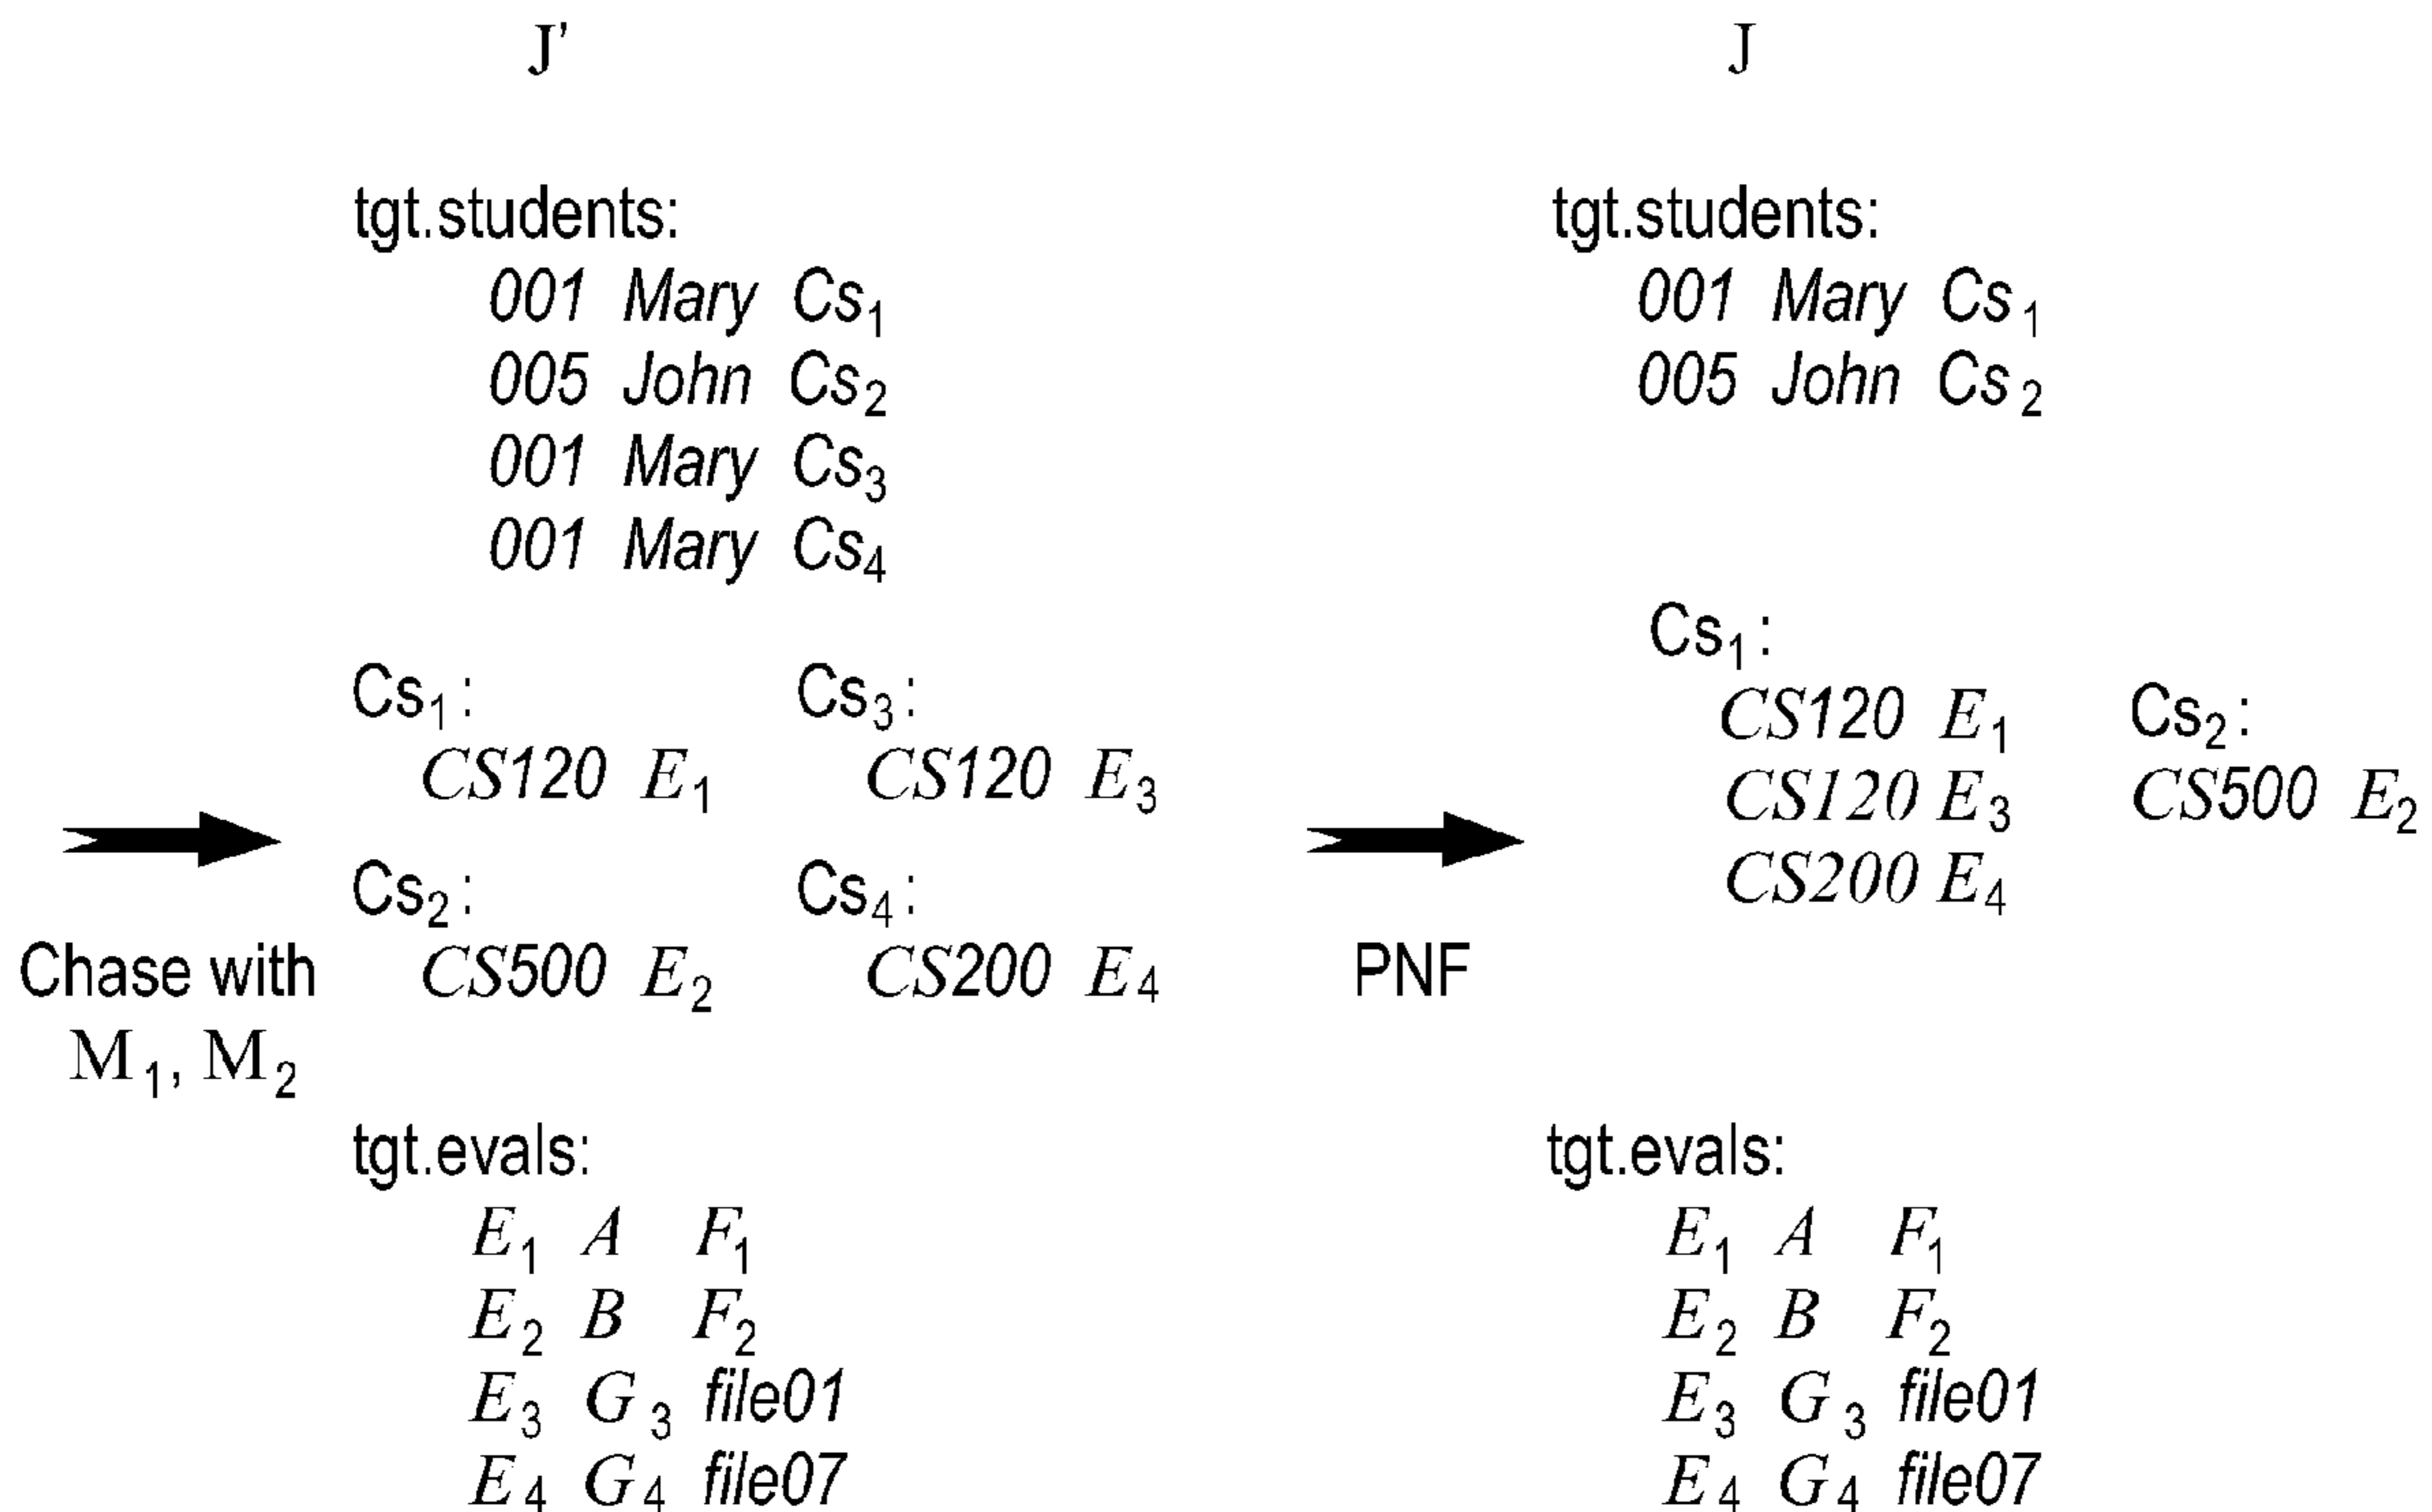 J’
tgt.students:
001 Mary Cs₁
005 John Cs₂
001 Mary Cs₃
001 Mary Cs₄
Cs₁:
CS120 E₁
Cs₃:
CS120 E₃
Cs₂:
CS500 E₂
Cs₄:
CS200 E₄
Chase with
M₁, M₂
tgt.evals:
E₁ A F₁
E₂ B F₂
E₃ G₃ file01
E₄ G₄ file07
PNF
J
tgt.students:
001 Mary Cs₁
005 John Cs₂
Cs₁:
CS120 E₁
CS120 E₃
CS200 E₄
Cs₂:
CS500 E₂
tgt.evals:
E₁ A F₁
E₂ B F₂
E₃ G₃ file01
E₄ G₄ file07